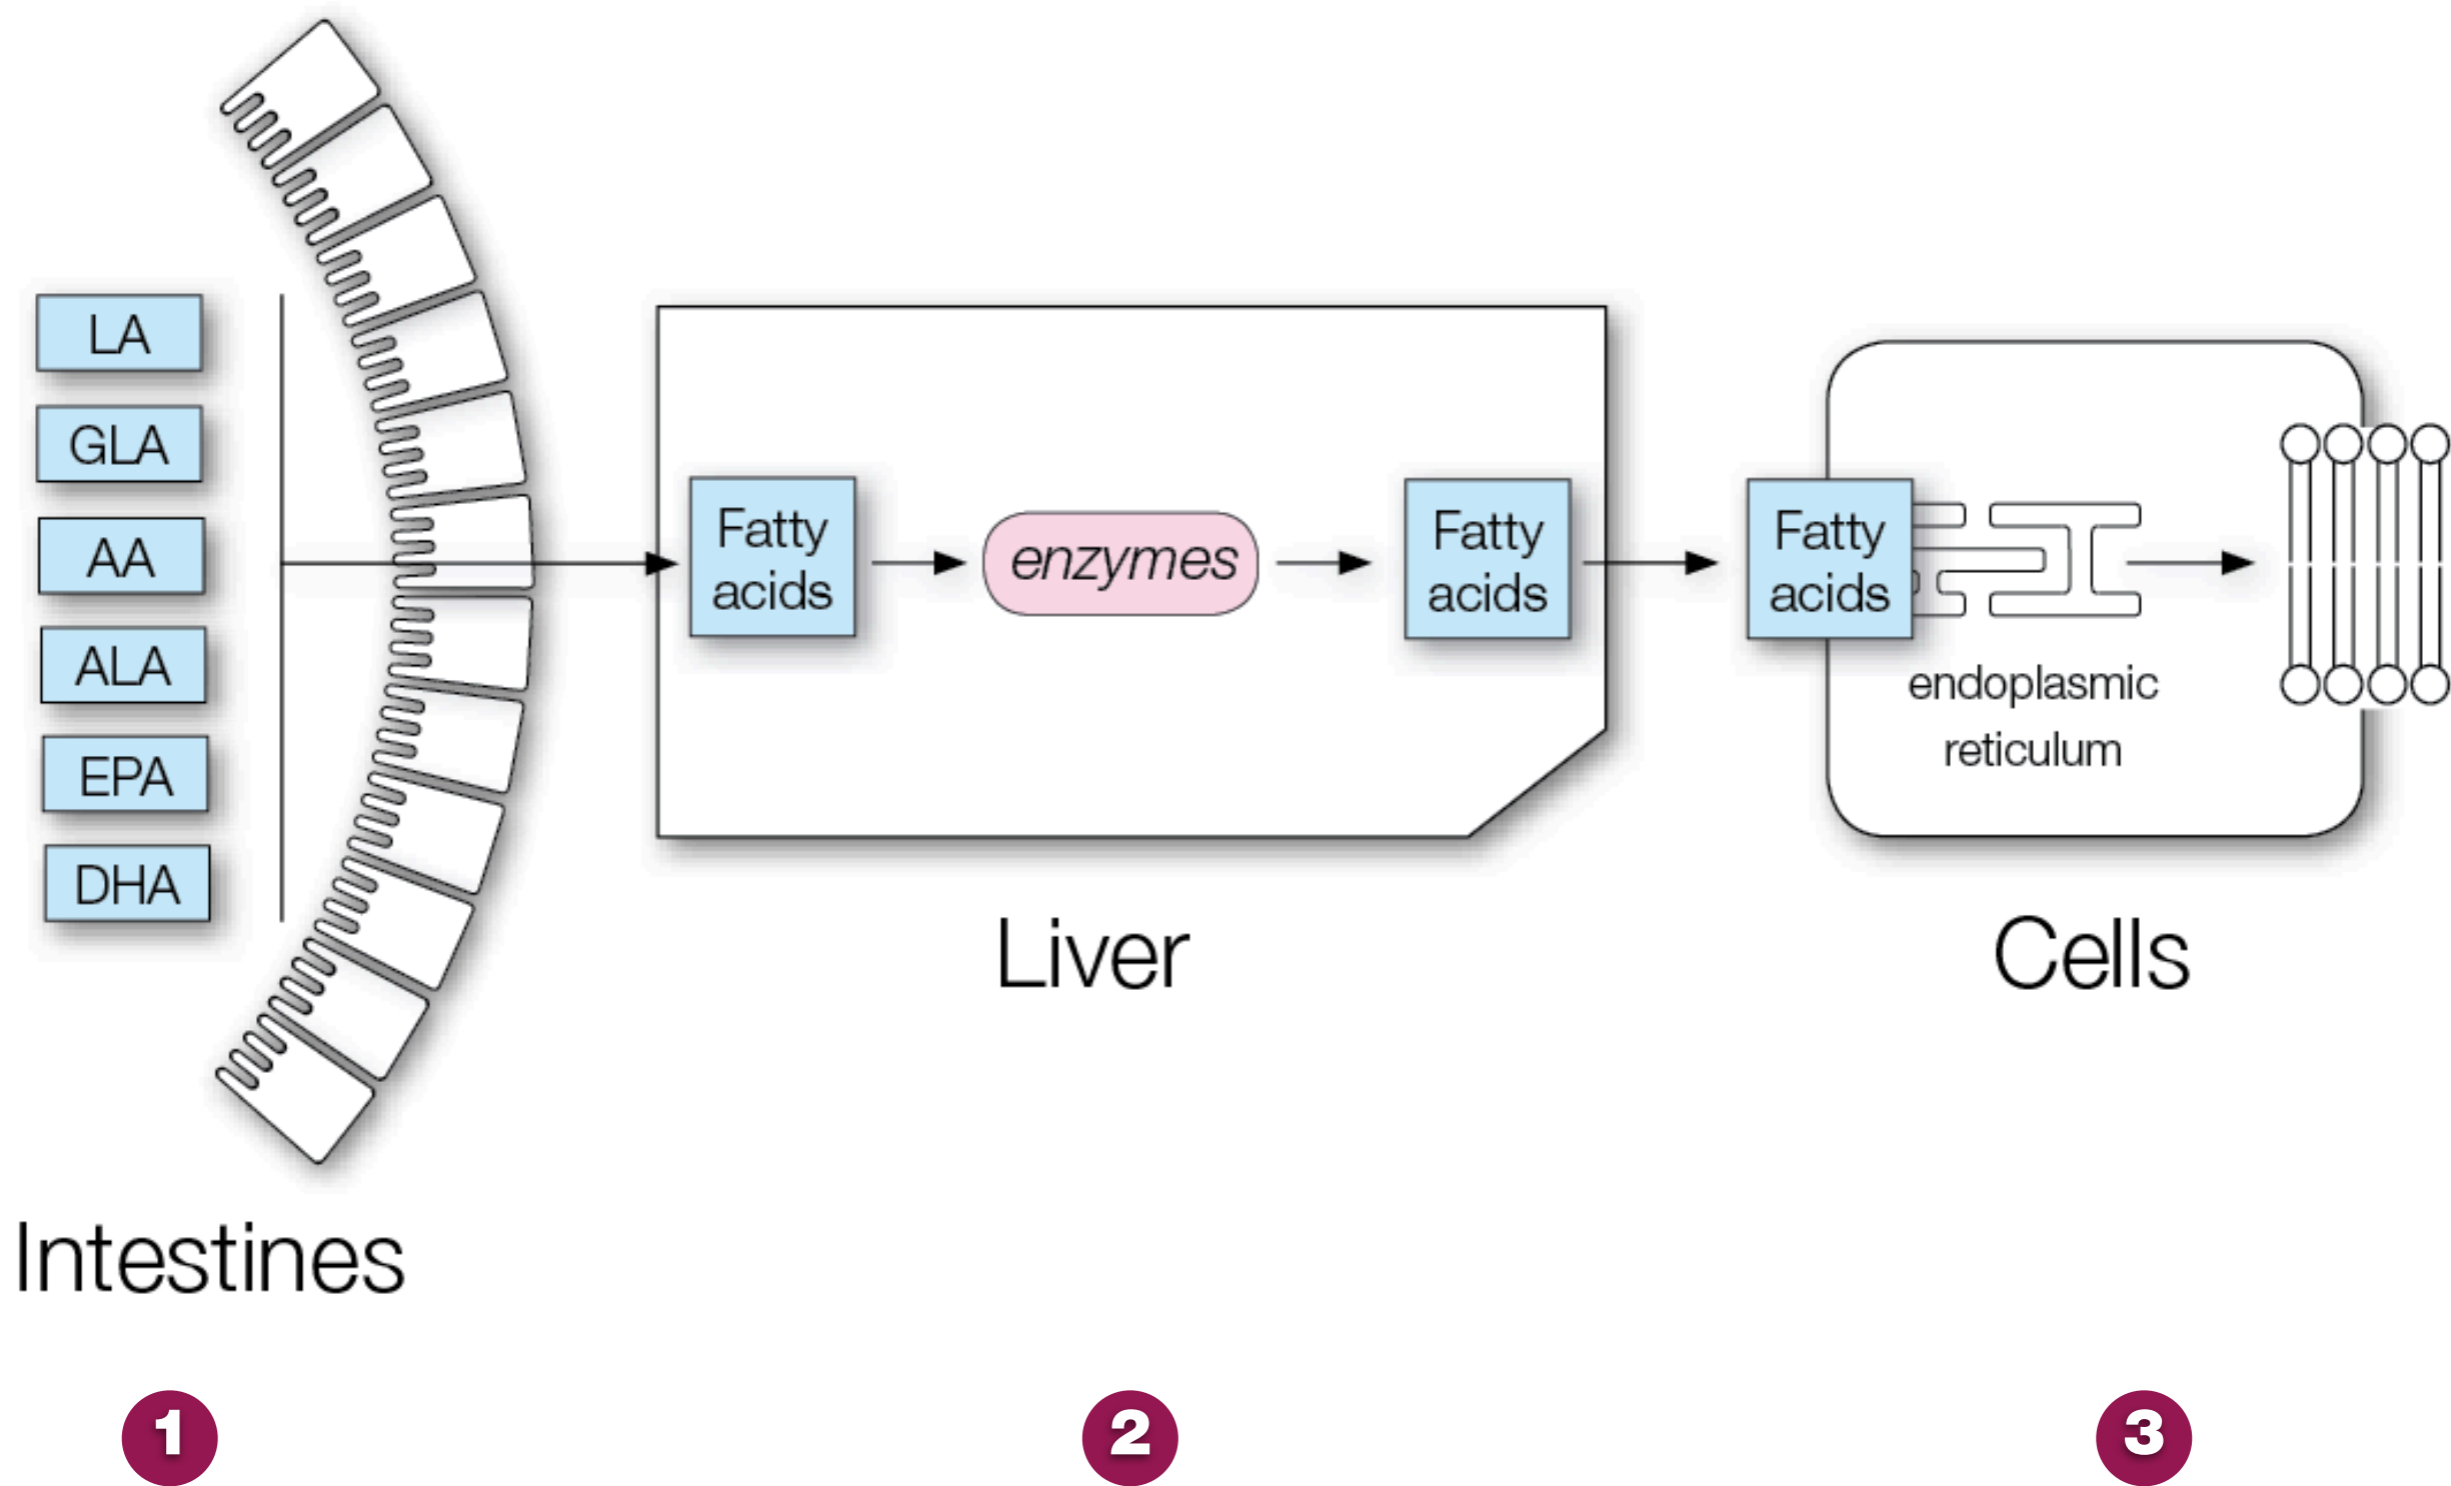 LA
GLA
AA
ALA
EPA
DHA
Intestines
Fatty
acids
enzymes
Fatty
acids
Liver
Fatty
acids
endoplasmic
reticulum
Cells
1
2
3